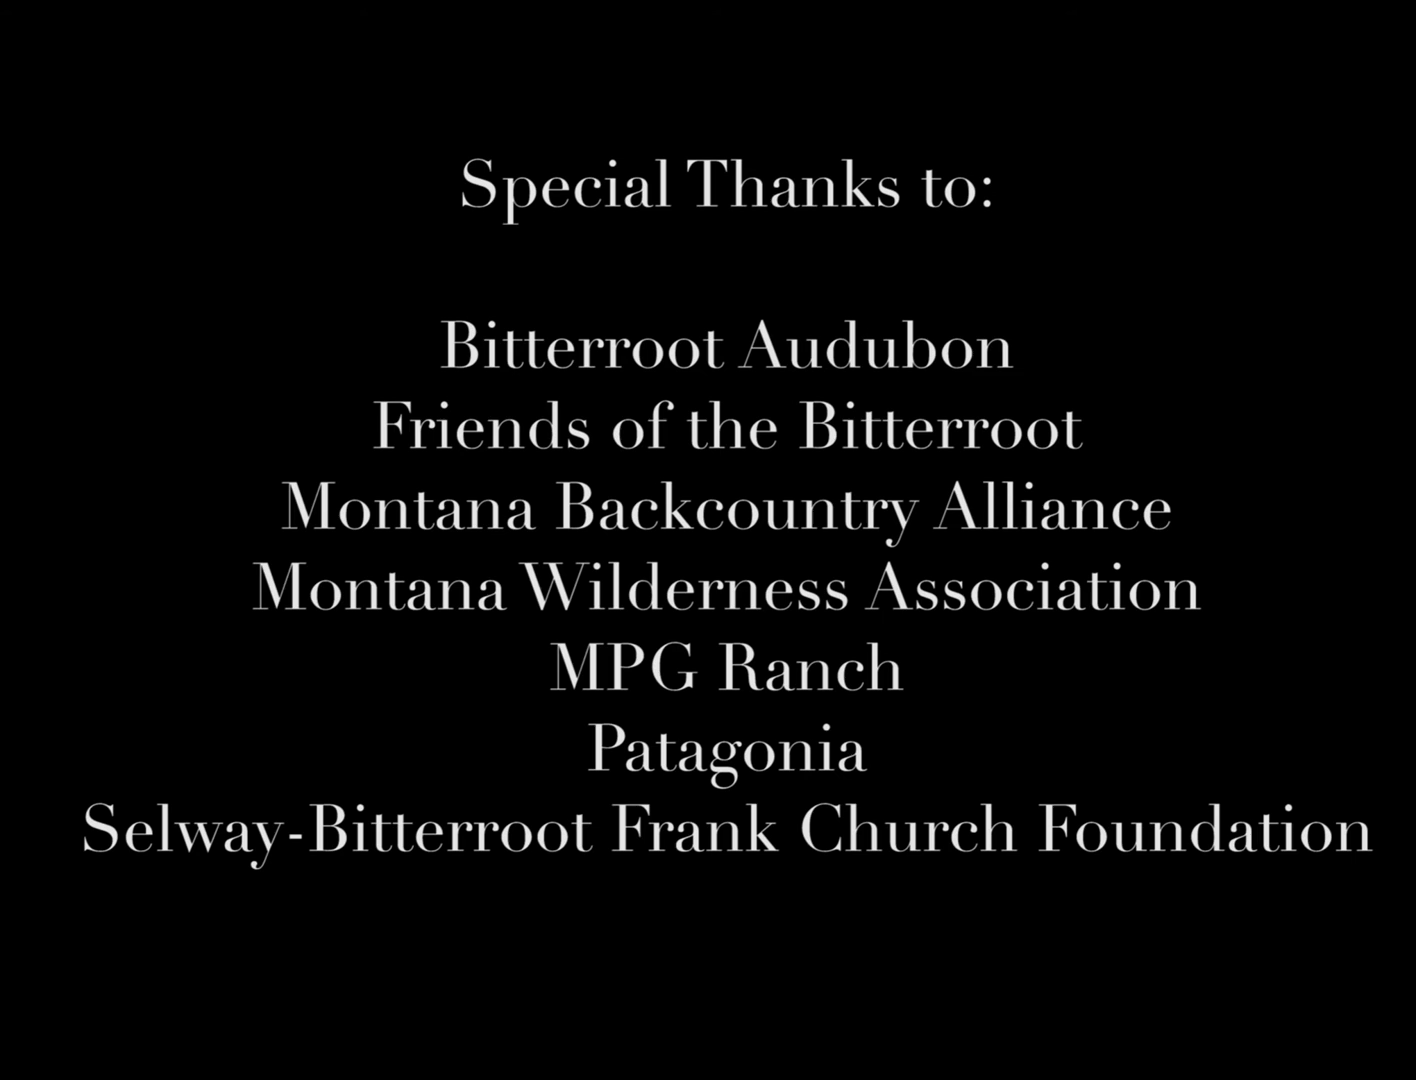 Special Thanks to:
Bitterroot Audubon
Friends of the Bitterroot
Montana Backcountry Alliance
Montana Wilderness Association
MPG Ranch
Patagonia
Selway-Bitterroot Frank Church Foundation